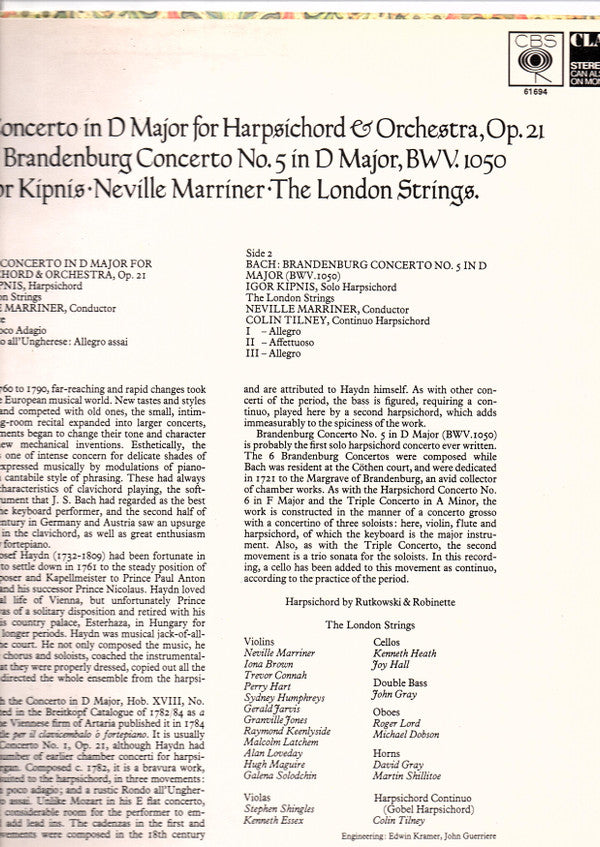 CBS
CLA
STERE
CAN ALS
ON MON
61694
oncerto in D Major for Harpsichord & Orchestra, Op. 21
Brandenburg Concerto No. 5 in D Major, BWV. 1050
or Kipnis · Neville Marriner · The London Strings.
CONCERTO IN D MAJOR FOR
CHORD & ORCHESTRA, Op. 21
IPNIS, Harpsichord
on Strings
E MARRINER, Conductor
e
oco Adagio
o all'Ungherese: Allegro assai
760 to 1790, far-reaching and rapid changes took
e European musical world. New tastes and styles
and competed with old ones, the small, intim-
ng-room recital expanded into larger concerts,
ments began to change their tone and character
ew mechanical inventions. Esthetically, the
one of intense concern for delicate shades of
expressed musically by modulations of piano-
cantabile style of phrasing. These had always
characteristics of clavichord playing, the soft-
rument that J. S. Bach had regarded as the best
e keyboard performer, and the second half of
entury in Germany and Austria saw an upsurge
in the clavichord, as well as great enthusiasm
fortepiano.
osef Haydn (1732-1809) had been fortunate in
to settle down in 1761 to the steady position of
poser and Kapellmeister to Prince Paul Anton
and his successor Prince Nicolaus. Haydn loved
al life of Vienna, but unfortunately Prince
was of a solitary disposition and retired with his
is country palace, Esterhaza, in Hungary for
longer periods. Haydn was musical jack-of-all-
e court. He not only composed the music, he
chorus and soloists, coached the instrumental-
at they were properly dressed, copied out all the
directed the whole ensemble from the harpsi-
h the Concerto in D Major, Hob. XVIII, No.
ted in the Breitkopf Catalogue of 1782/84 as a
e Viennese firm of Artaria published it in 1784
le per il clavicembalo ò fortepiano. It is usually
Concerto No. 1, Op. 21, although Haydn had
umber of earlier chamber concerti for harpsi-
rgan. Composed c. 1782, it is a bravura work,
suited to the harpsichord, in three movements:
n poco adagio; and a rustic Rondo all'Ungher-
o assai. Unlike Mozart in his E flat concerto,
considerable room for the performer to em-
add lead ins. The cadenzas in the first and
vements were composed in the 18th century
Side 2
BACH: BRANDENBURG CONCERTO NO. 5 IN D
MAJOR (BWV.1050)
IGOR KIPNIS, Solo Harpsichord
The London Strings
NEVILLE MARRINER, Conductor
COLIN TILNEY, Continuo Harpsichord
I – Allegro
II – Affettuoso
III – Allegro
and are attributed to Haydn himself. As with other con-
certi of the period, the bass is figured, requiring a con-
tinuo, played here by a second harpsichord, which adds
immeasurably to the spiciness of the work.
Brandenburg Concerto No. 5 in D Major (BWV.1050)
is probably the first solo harpsichord concerto ever written.
The 6 Brandenburg Concertos were composed while
Bach was resident at the Cöthen court, and were dedicated
in 1721 to the Margrave of Brandenburg, an avid collector
of chamber works. As with the Harpsichord Concerto No.
6 in F Major and the Triple Concerto in A Minor, the
work is constructed in the manner of a concerto grosso
with a concertino of three soloists: here, violin, flute and
harpsichord, of which the keyboard is the major instru-
ment. Also, as with the Triple Concerto, the second
movement is a trio sonata for the soloists. In this record-
ing, a cello has been added to this movement as continuo,
according to the practice of the period.
Harpsichord by Rutkowski & Robinette
The London Strings
Violins
Neville Marriner
Iona Brown
Trevor Connah
Perry Hart
Sydney Humphreys
Gerald Jarvis
Granville Jones
Raymond Keenlyside
Malcolm Latchem
Alan Loveday
Hugh Maguire
Galena Solodchin
Violas
Stephen Shingles
Kenneth Essex
Cellos
Kenneth Heath
Joy Hall
Double Bass
John Gray
Oboes
Roger Lord
Michael Dobson
Horns
David Gray
Martin Shillitoe
Harpsichord Continuo
(Gobel Harpsichord)
Colin Tilney
Engineering: Edwin Kramer, John Guerriere